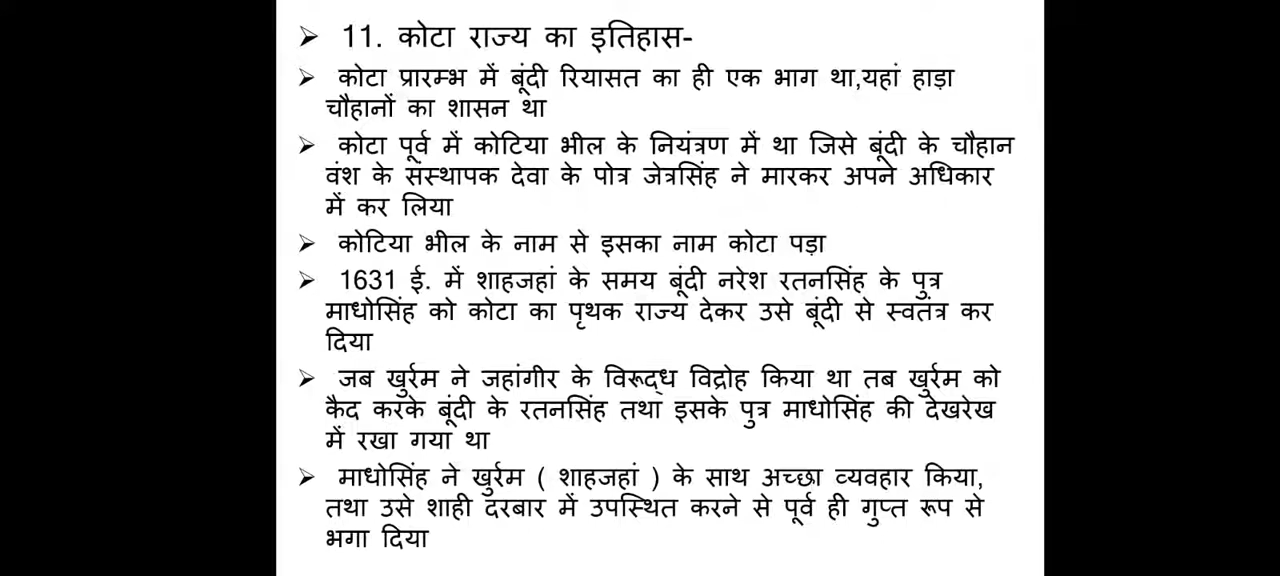 ➢ 11. कोटा राज्य का इतिहास-
➢ कोटा प्रारम्भ में बूंदी रियासत का ही एक भाग था,यहां हाड़ा
चौहानों का शासन था
➢ कोटा पूर्व में कोटिया भील के नियंत्रण में था जिसे बूंदी के चौहान
वंश के संस्थापक देवा के पोत्र जेत्रसिंह ने मारकर अपने अधिकार
में कर लिया
➢ कोटिया भील के नाम से इसका नाम कोटा पड़ा
➢ 1631 ई. में शाहजहां के समय बूंदी नरेश रतनसिंह के पुत्र
माधोसिंह को कोटा का पृथक राज्य देकर उसे बूंदी से स्वतंत्र कर
दिया
➢ जब खुर्रम ने जहांगीर के विरूद्ध विद्रोह किया था तब खुर्रम को
कैद करके बूंदी के रतनसिंह तथा इसके पुत्र माधोसिंह की देखरेख
में रखा गया था
➢ माधोसिंह ने खुर्रम ( शाहजहां ) के साथ अच्छा व्यवहार किया,
तथा उसे शाही दरबार में उपस्थित करने से पूर्व ही गुप्त रूप से
भगा दिया